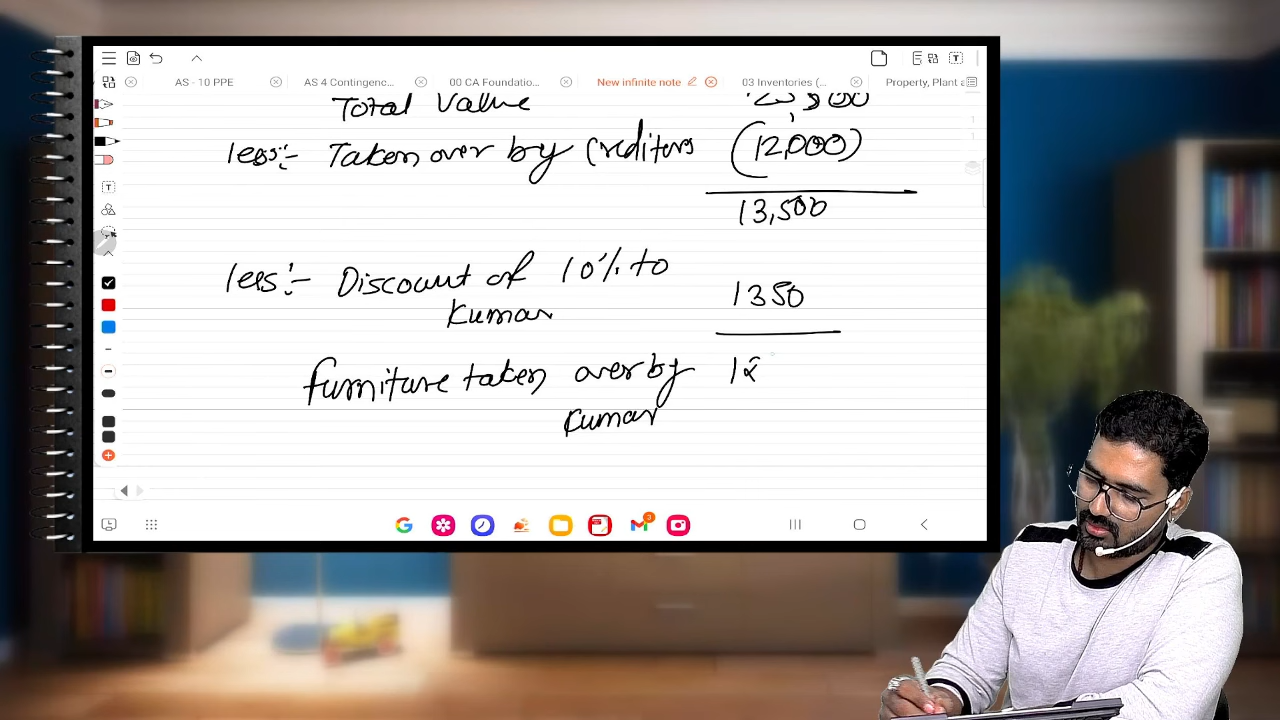 AS - 10 PPE
AS 4 Contingenc...
00 CA Foundatio...
New infinite note
03 Inventories (...
Property, Plant a
Total Value
less:- Taken over by Creditors (12,000)
13,500
less:- Discount of 10% to
Kumar 1350
furniture taken over by 12
Kumar
3